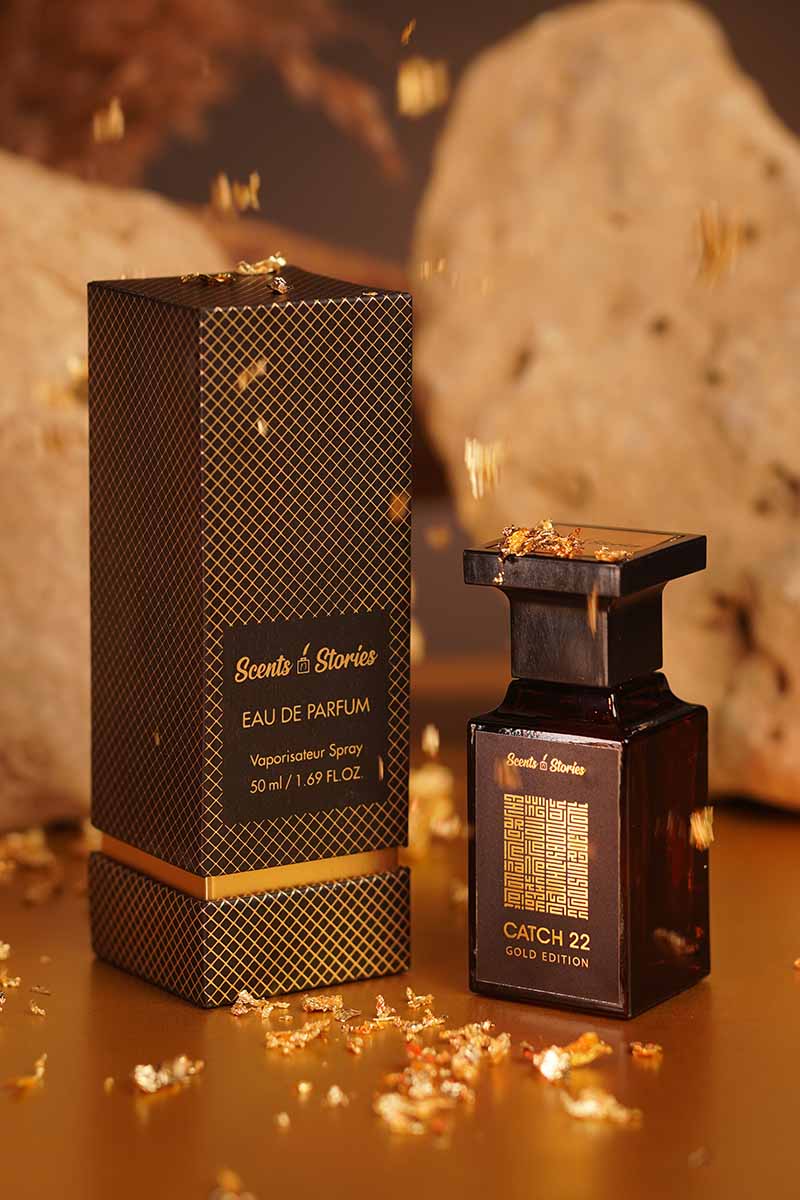 Scents n Stories
EAU DE PARFUM
Vaporisateur Spray
50 ml / 1.69 FL.OZ.
Scents n Stories
CATCH 22
GOLD EDITION